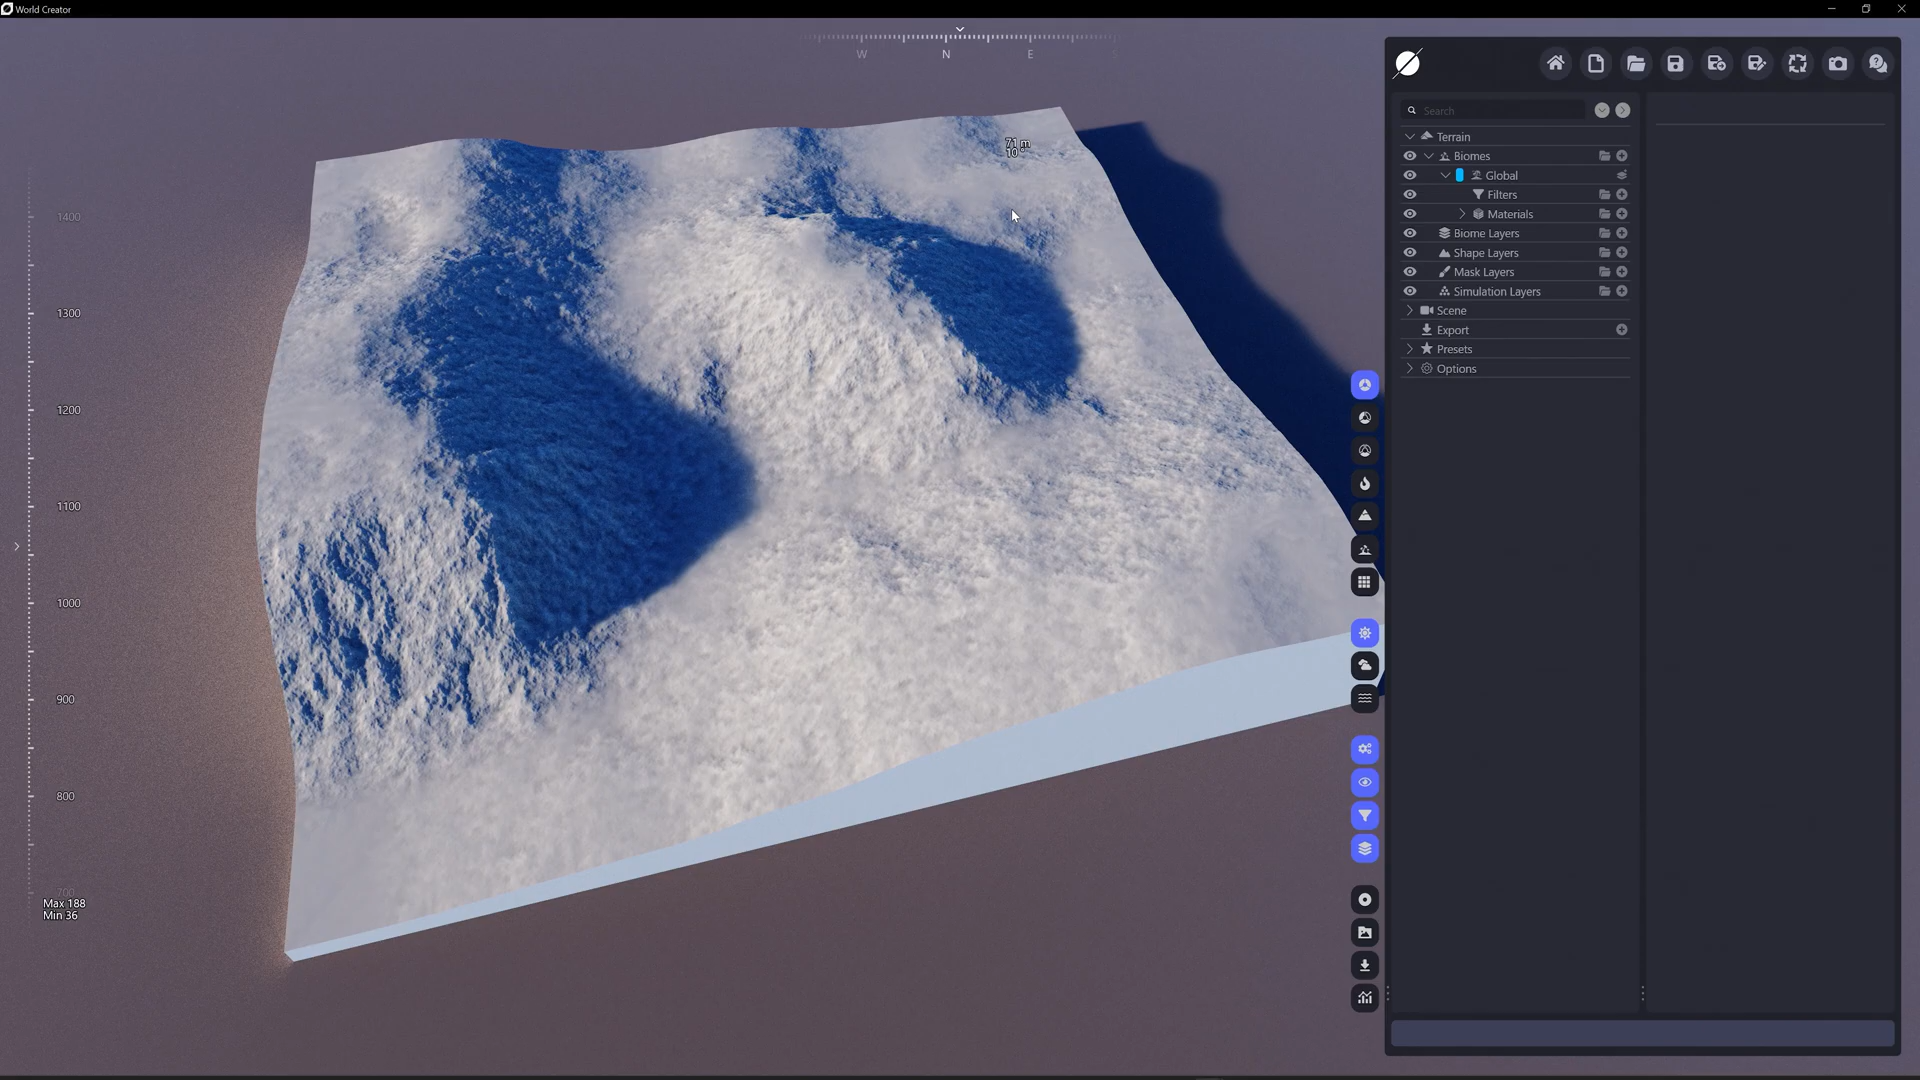 World Creator
W N E S
71 m
10 °
1400
1300
1200
1100
1000
900
800
700
Max 188
Min 36
Search
Terrain
Biomes
Global
Filters
Materials
Biome Layers
Shape Layers
Mask Layers
Simulation Layers
Scene
Export
Presets
Options